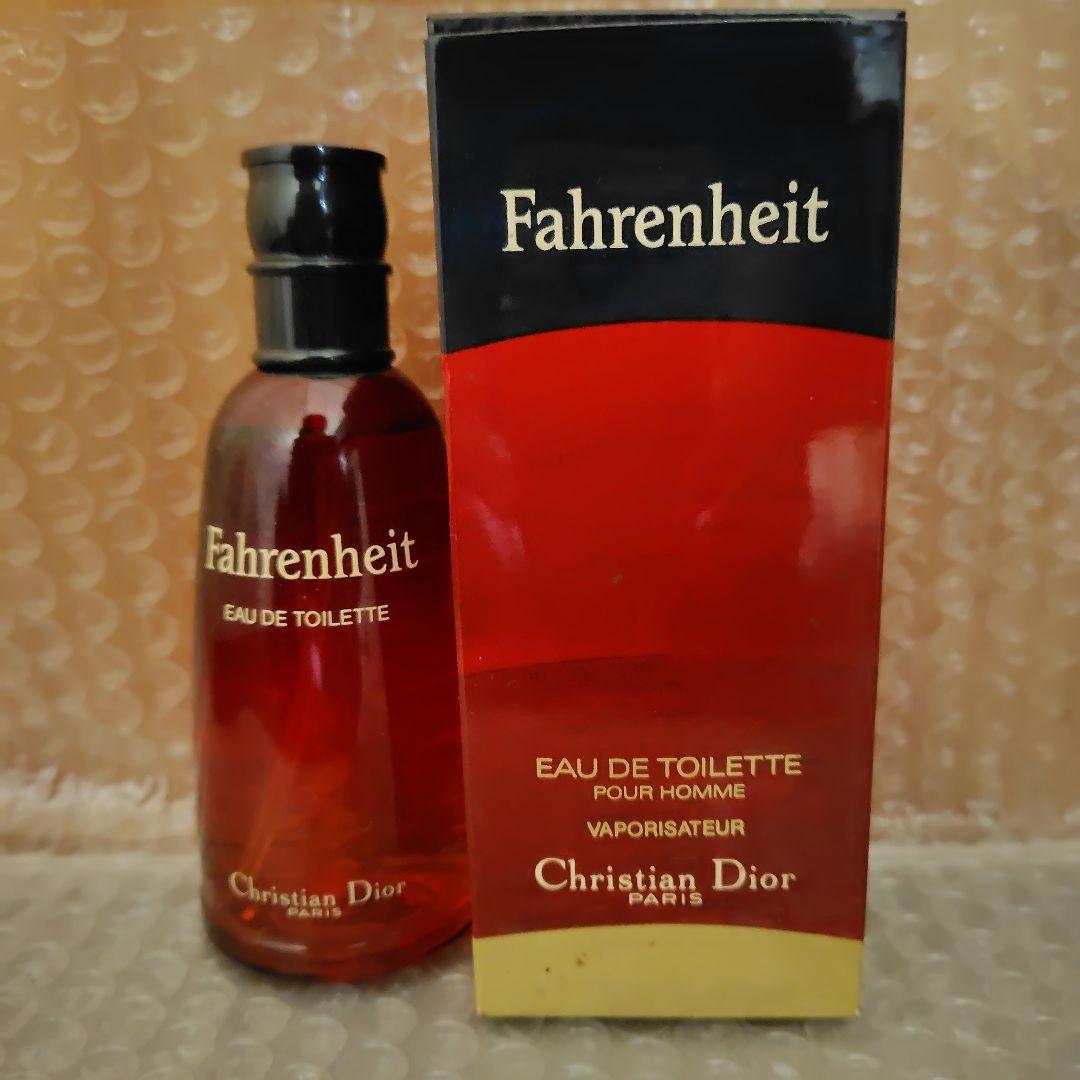 Fahrenheit
EAU DE TOILETTE
Christian Dior
PARIS
Fahrenheit
EAU DE TOILETTE
POUR HOMME
VAPORISATEUR
Christian Dior
PARIS